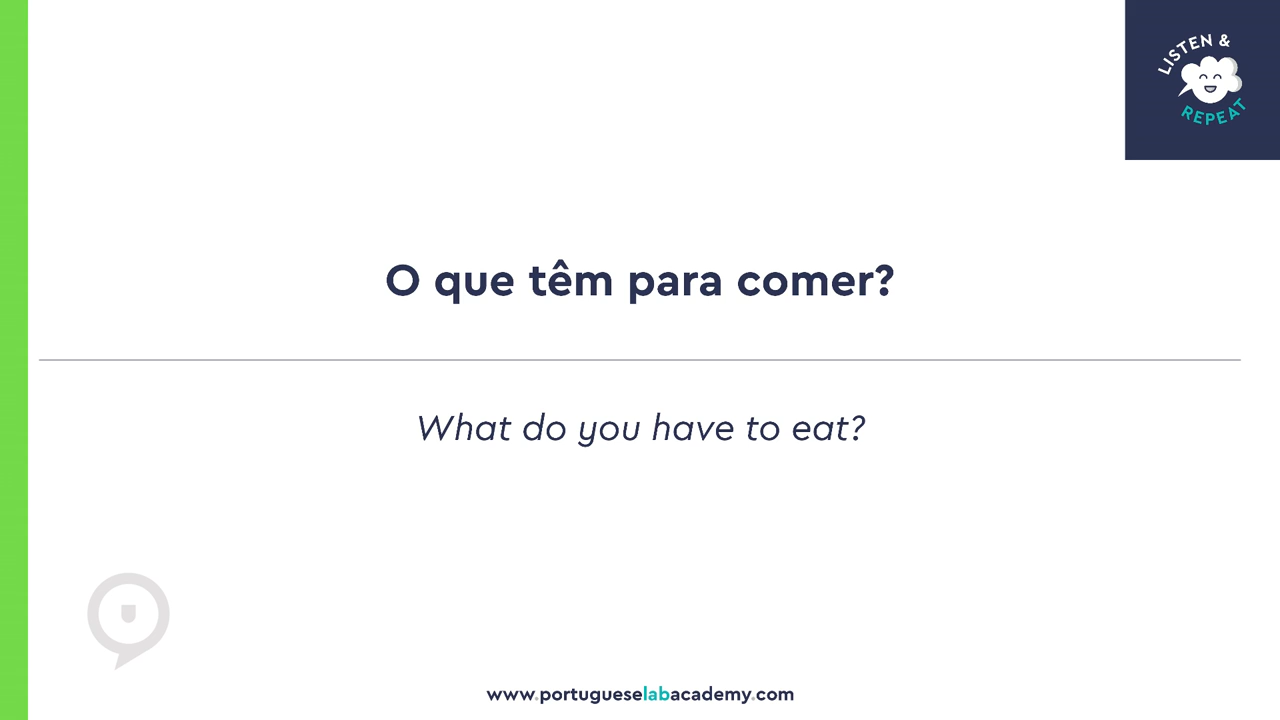 LISTEN &
REPEAT
O que têm para comer?
What do you have to eat?
www.portugueselabacademy.com